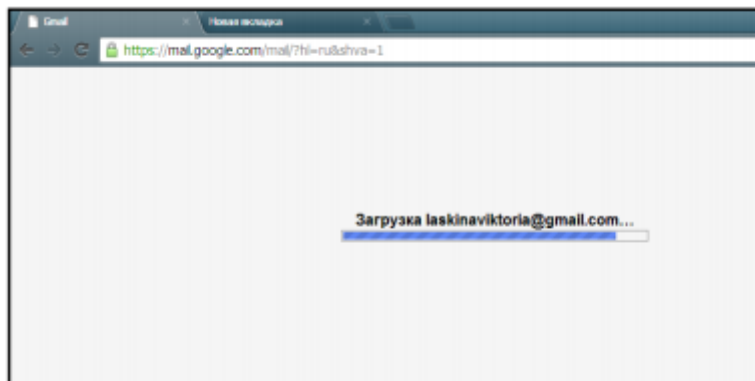 Gmail
Новая вкладка
https://mail.google.com/mail/?hl=ru&shva=1
Загрузка laskinaviktoria@gmail.com...